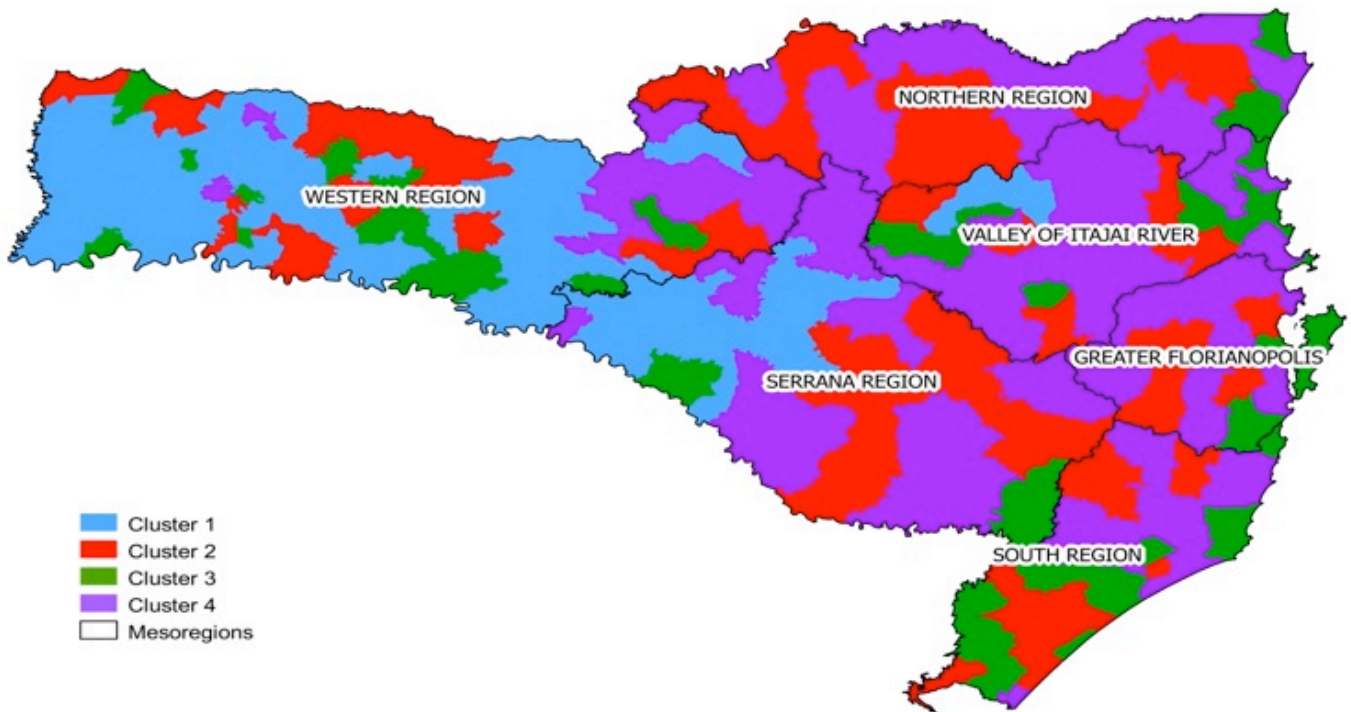 NORTHERN REGION
WESTERN REGION
VALLEY OF ITAJAI RIVER
GREATER FLORIANOPOLIS
SERRANA REGION
SOUTH REGION
Cluster 1
Cluster 2
Cluster 3
Cluster 4
Mesoregions